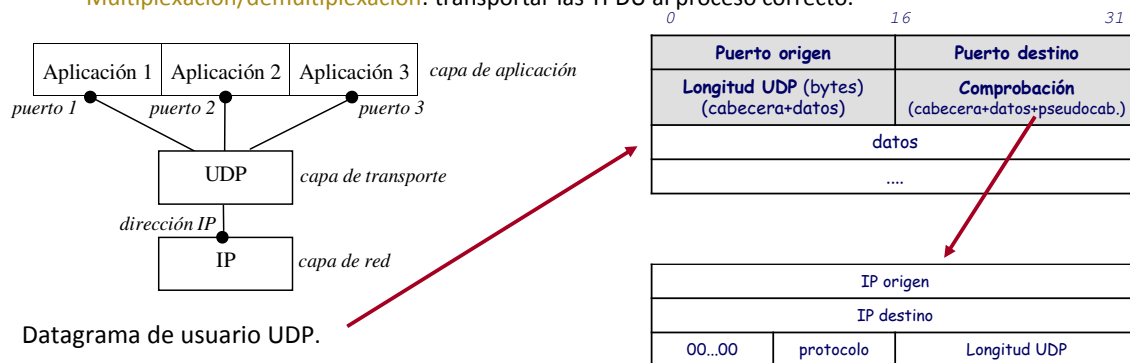 Multiplexación/demultiplexación: transportar las TPDU al proceso correcto.
Aplicación 1 Aplicación 2 Aplicación 3 capa de aplicación
puerto 1 puerto 2 puerto 3
UDP capa de transporte
dirección IP
IP capa de red
Datagrama de usuario UDP.
0 16 31
Puerto origen Puerto destino
Longitud UDP (bytes) Comprobación
(cabecera+datos) (cabecera+datos+pseudocab.)
datos
....
IP origen
IP destino
00...00 protocolo Longitud UDP